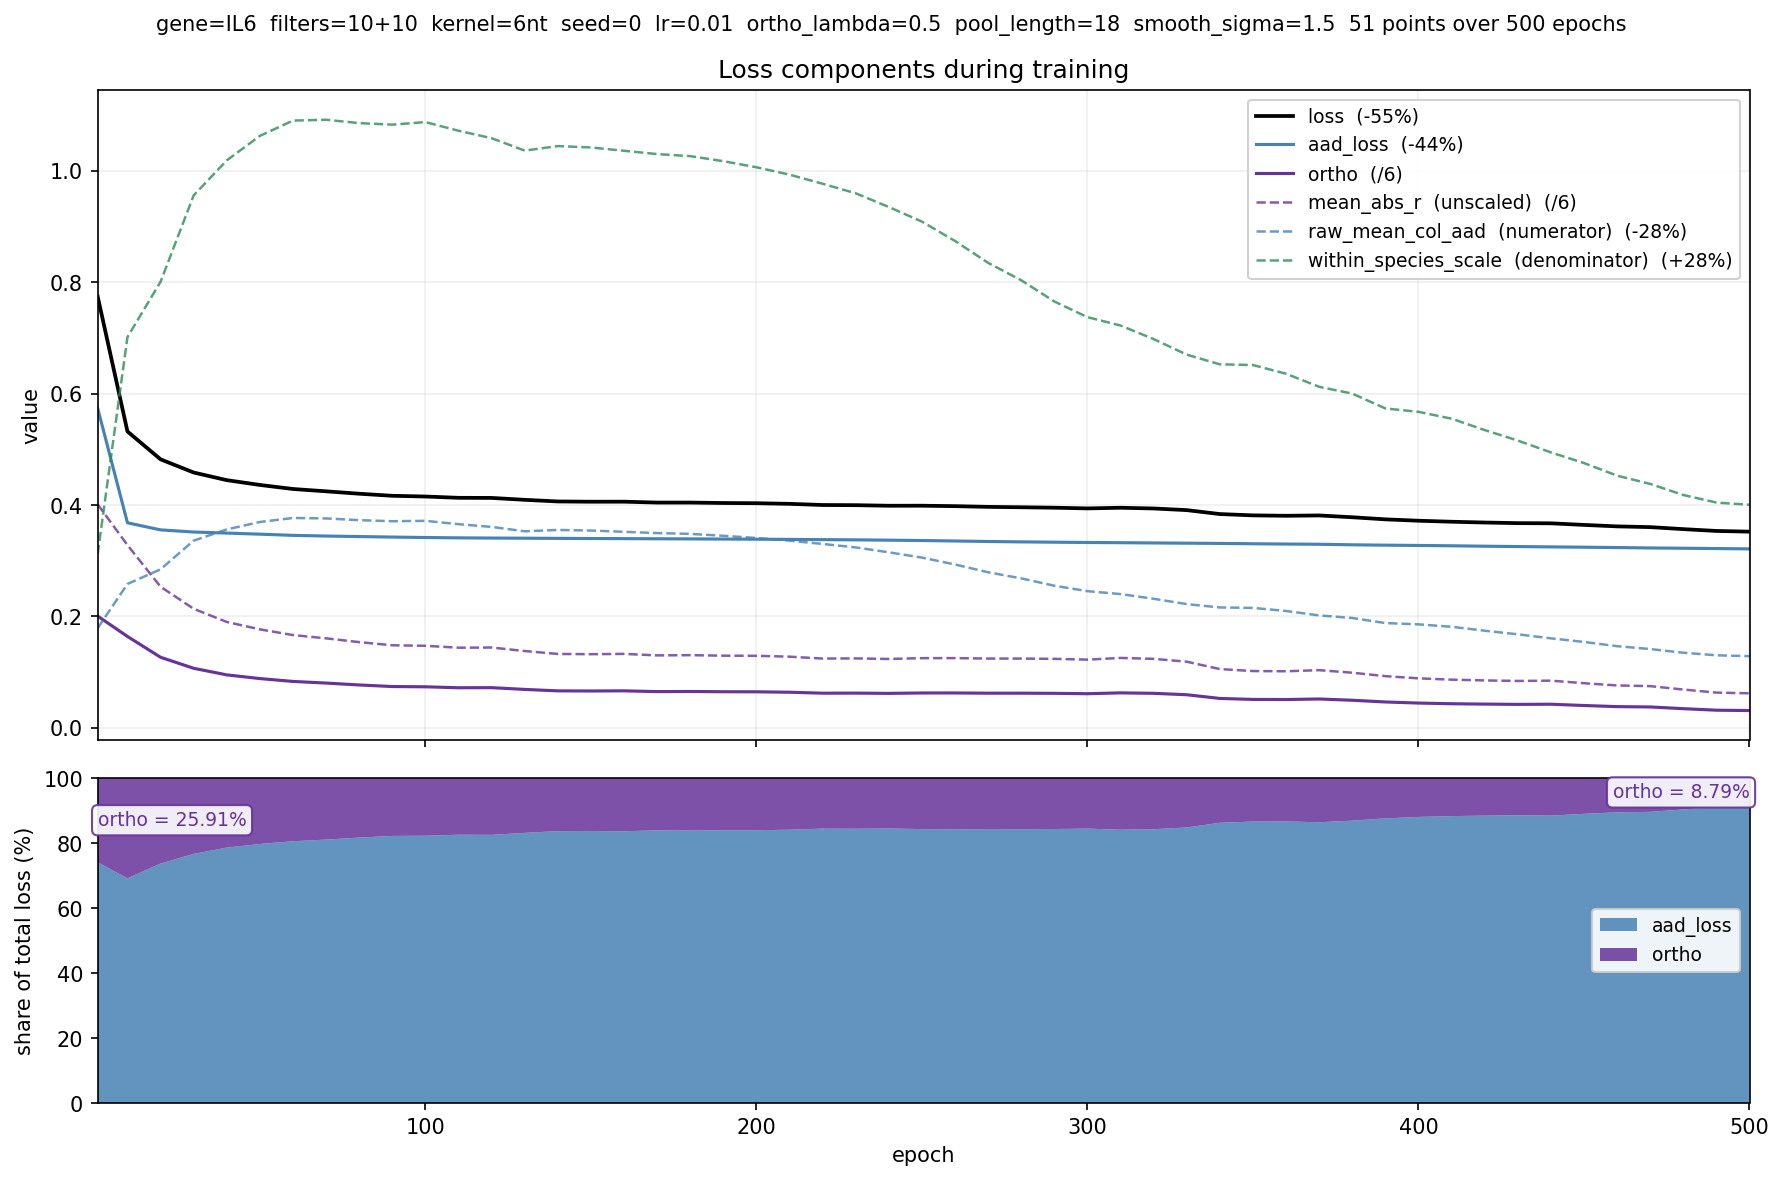 gene=IL6  filters=10+10  kernel=6nt  seed=0  lr=0.01  ortho_lambda=0.5  pool_length=18  smooth_sigma=1.5  51 points over 500 epochs
Loss components during training
loss  (-55%)
aad_loss  (-44%)
ortho  (/6)
mean_abs_r  (unscaled)  (/6)
raw_mean_col_aad  (numerator)  (-28%)
within_species_scale  (denominator)  (+28%)
value
1.0
0.8
0.6
0.4
0.2
0.0
share of total loss (%)
100
80
60
40
20
0
ortho = 25.91%
ortho = 8.79%
aad_loss
ortho
100
200
300
400
500
epoch